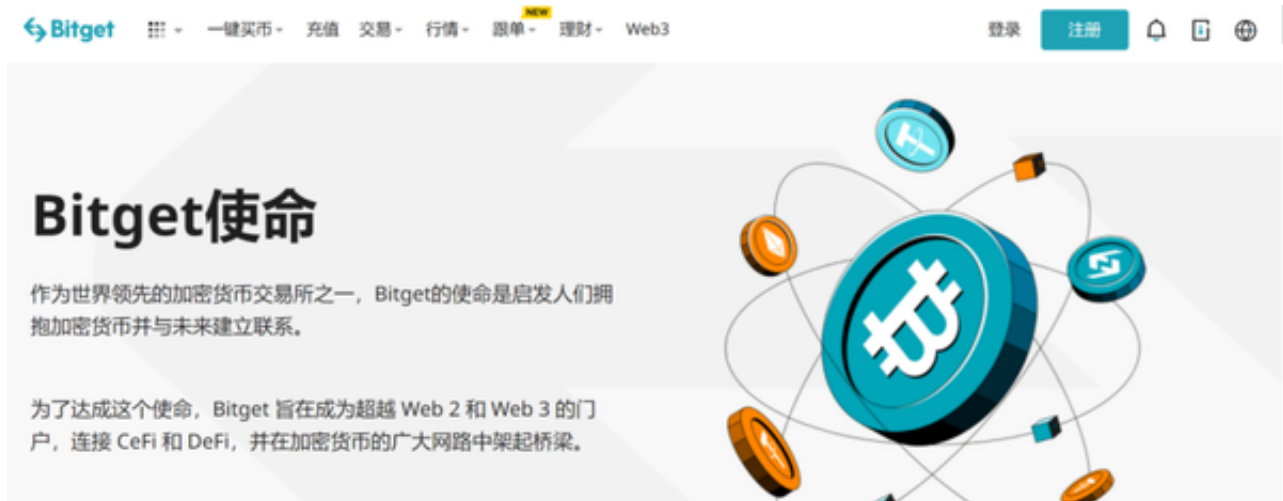 Bitget 一键买币 充值 交易 行情 跟单 NEW 理财 Web3 登录 注册
Bitget使命
作为世界领先的加密货币交易所之一，Bitget的使命是启发人们拥
抱加密货币并与未来建立联系。
为了达成这个使命，Bitget 旨在成为超越 Web 2 和 Web 3 的门
户，连接 CeFi 和 DeFi，并在加密货币的广大网路中架起桥梁。